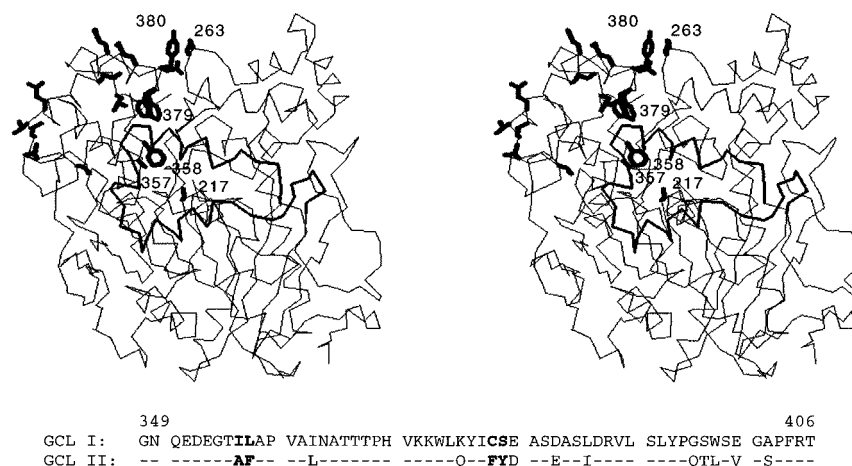 380 263 380 263
379 379
358 358
357 217 357 217
349 406
GCL I: GN QEDEGTILAP VAINATTTPH VKKWLKYICSE ASDASLDRVL SLYPGSWSE GAPFRT
GCL II: -- ------AF-- --L------- -----O--FYD --E-I----- ----OTL-V -S----